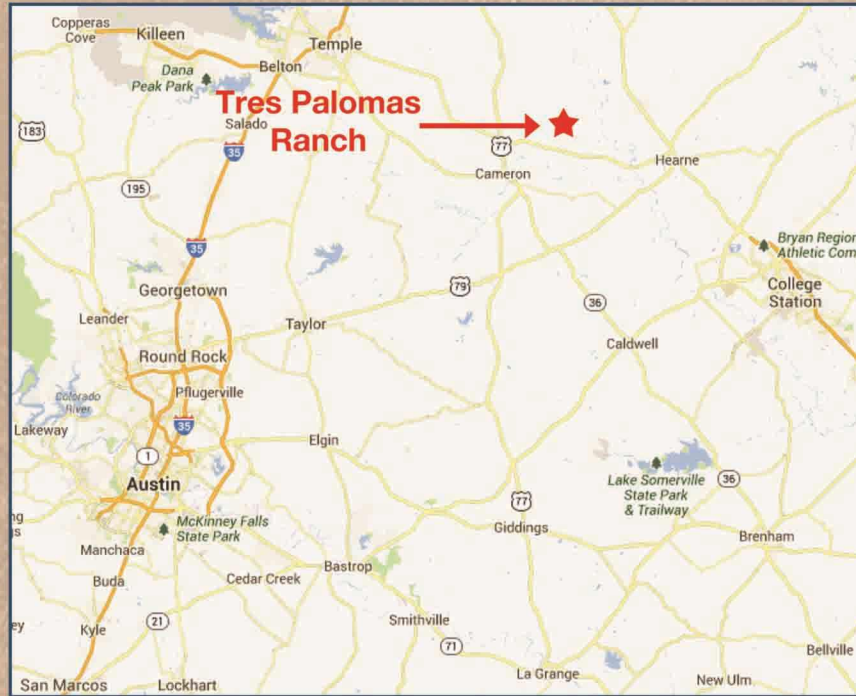 Copperas
Cove
Killeen
Temple
Dana
Peak Park
Belton
Tres Palomas
Ranch
183
Salado
35
77
Hearne
Cameron
195
35
Bryan Region
Athletic Com
Georgetown
79
College
Station
36
Leander
Taylor
Caldwell
Round Rock
Colorado
River
Pflugerville
Lakeway
35
Elgin
1
Austin
Lake Somerville
State Park
& Trailway
36
77
McKinney Falls
State Park
Giddings
Brenham
Manchaca
Bastrop
Buda
Cedar Creek
21
Smithville
Kyle
71
Bellville
La Grange
San Marcos
Lockhart
New Ulm